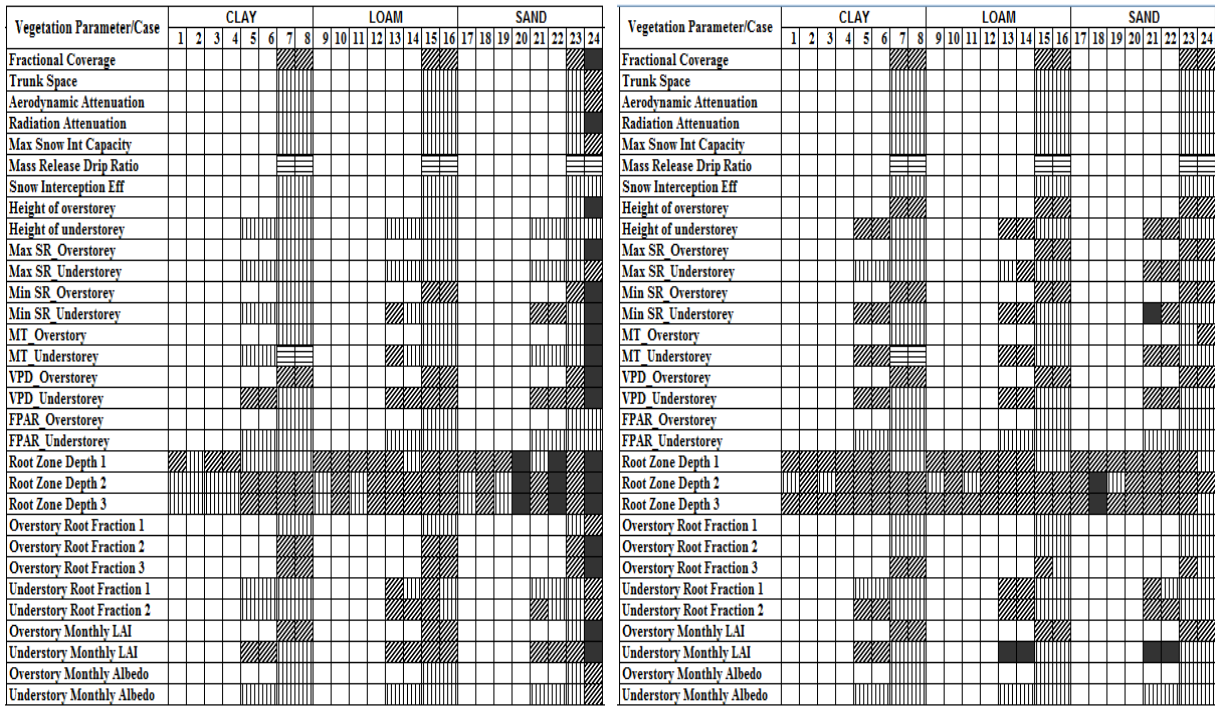 Vegetation Parameter/Case CLAY LOAM SAND
1 2 3 4 5 6 7 8 9 10 11 12 13 14 15 16 17 18 19 20 21 22 23 24
Fractional Coverage
Trunk Space
Aerodynamic Attenuation
Radiation Attenuation
Max Snow Int Capacity
Mass Release Drip Ratio
Snow Interception Eff
Height of overstorey
Height of understorey
Max SR_Overstorey
Max SR_Understorey
Min SR_Overstorey
Min SR_Understorey
MT_Overstory
MT_Understorey
VPD_Overstorey
VPD_Understorey
FPAR_Overstorey
FPAR_Understorey
Root Zone Depth 1
Root Zone Depth 2
Root Zone Depth 3
Overstory Root Fraction 1
Overstory Root Fraction 2
Overstory Root Fraction 3
Understory Root Fraction 1
Understory Root Fraction 2
Overstory Monthly LAI
Understory Monthly LAI
Overstory Monthly Albedo
Understory Monthly Albedo
Vegetation Parameter/Case CLAY LOAM SAND
1 2 3 4 5 6 7 8 9 10 11 12 13 14 15 16 17 18 19 20 21 22 23 24
Fractional Coverage
Trunk Space
Aerodynamic Attenuation
Radiation Attenuation
Max Snow Int Capacity
Mass Release Drip Ratio
Snow Interception Eff
Height of overstorey
Height of understorey
Max SR_Overstorey
Max SR_Understorey
Min SR_Overstorey
Min SR_Understorey
MT_Overstory
MT_Understorey
VPD_Overstorey
VPD_Understorey
FPAR_Overstorey
FPAR_Understorey
Root Zone Depth 1
Root Zone Depth 2
Root Zone Depth 3
Overstory Root Fraction 1
Overstory Root Fraction 2
Overstory Root Fraction 3
Understory Root Fraction 1
Understory Root Fraction 2
Overstory Monthly LAI
Understory Monthly LAI
Overstory Monthly Albedo
Understory Monthly Albedo